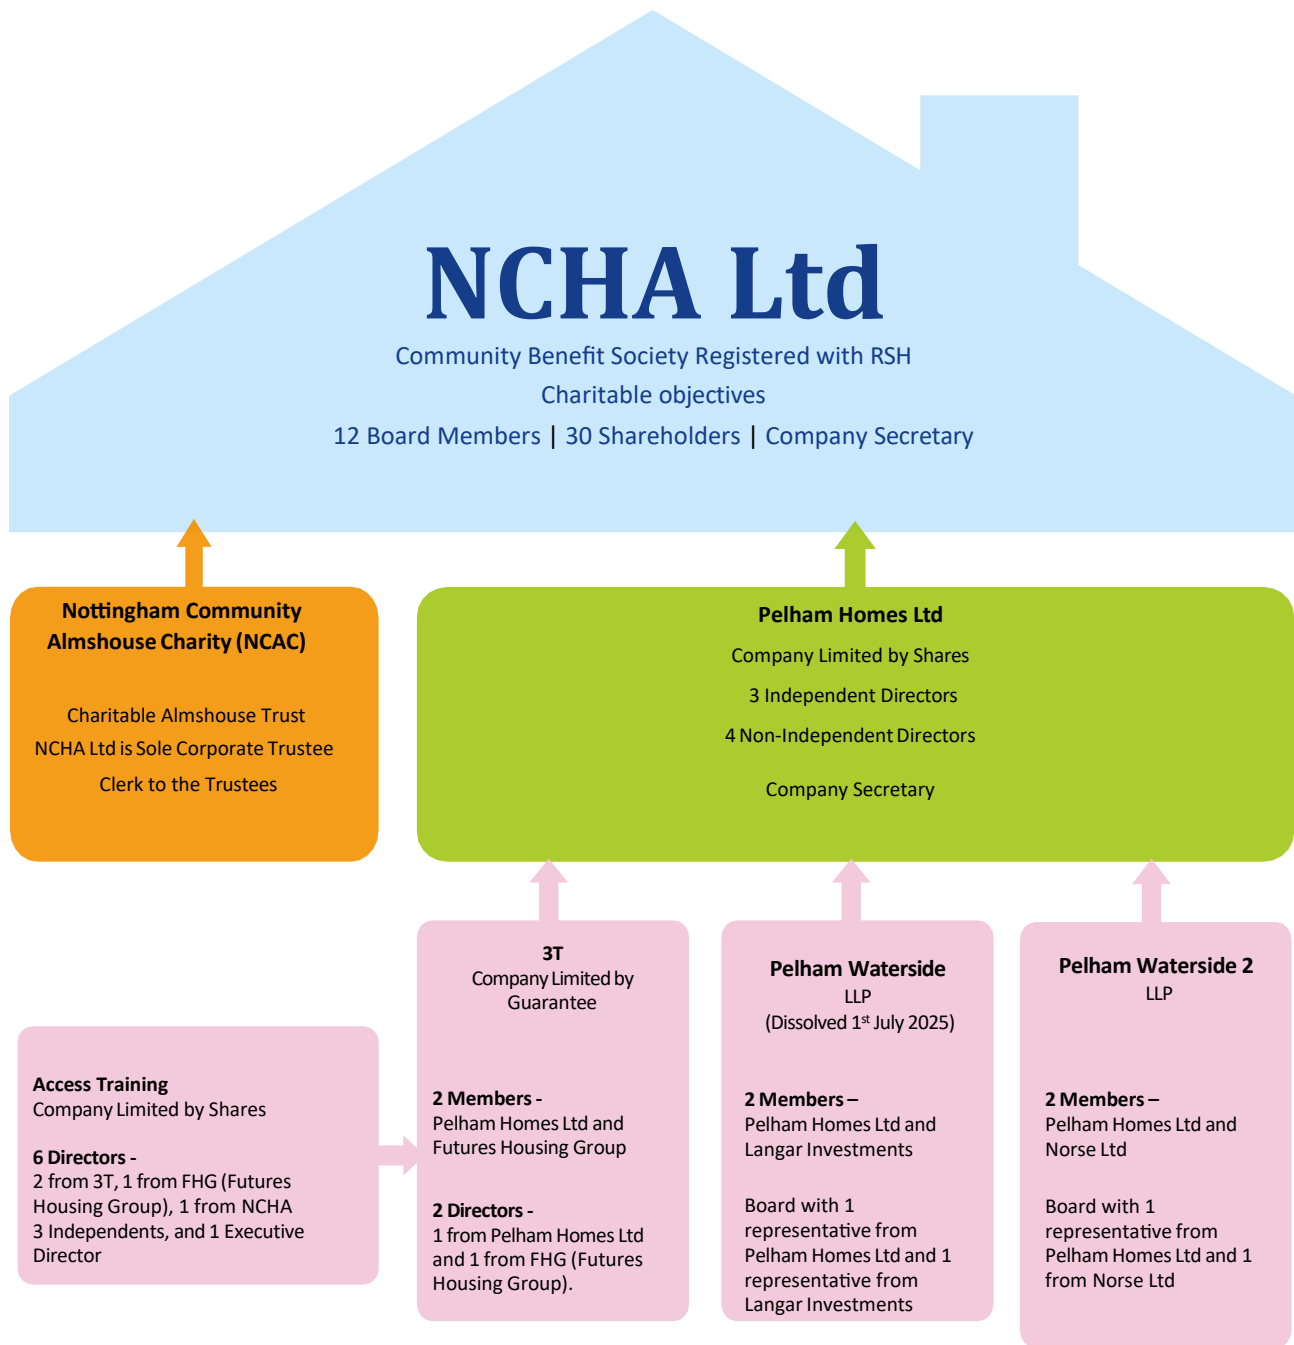 NCHA Ltd
Community Benefit Society Registered with RSH
Charitable objectives
12 Board Members | 30 Shareholders | Company Secretary
Nottingham Community
Almshouse Charity (NCAC)
Charitable Almshouse Trust
NCHA Ltd is Sole Corporate Trustee
Clerk to the Trustees
Pelham Homes Ltd
Company Limited by Shares
3 Independent Directors
4 Non-Independent Directors
Company Secretary
Access Training
Company Limited by Shares
6 Directors -
2 from 3T, 1 from FHG (Futures
Housing Group), 1 from NCHA
3 Independents, and 1 Executive
Director
3T
Company Limited by
Guarantee
2 Members -
Pelham Homes Ltd and
Futures Housing Group
2 Directors -
1 from Pelham Homes Ltd
and 1 from FHG (Futures
Housing Group).
Pelham Waterside
LLP
(Dissolved 1st July 2025)
2 Members –
Pelham Homes Ltd and
Langar Investments
Board with 1
representative from
Pelham Homes Ltd and 1
representative from
Langar Investments
Pelham Waterside 2
LLP
2 Members –
Pelham Homes Ltd and
Norse Ltd
Board with 1
representative from
Pelham Homes Ltd and 1
from Norse Ltd